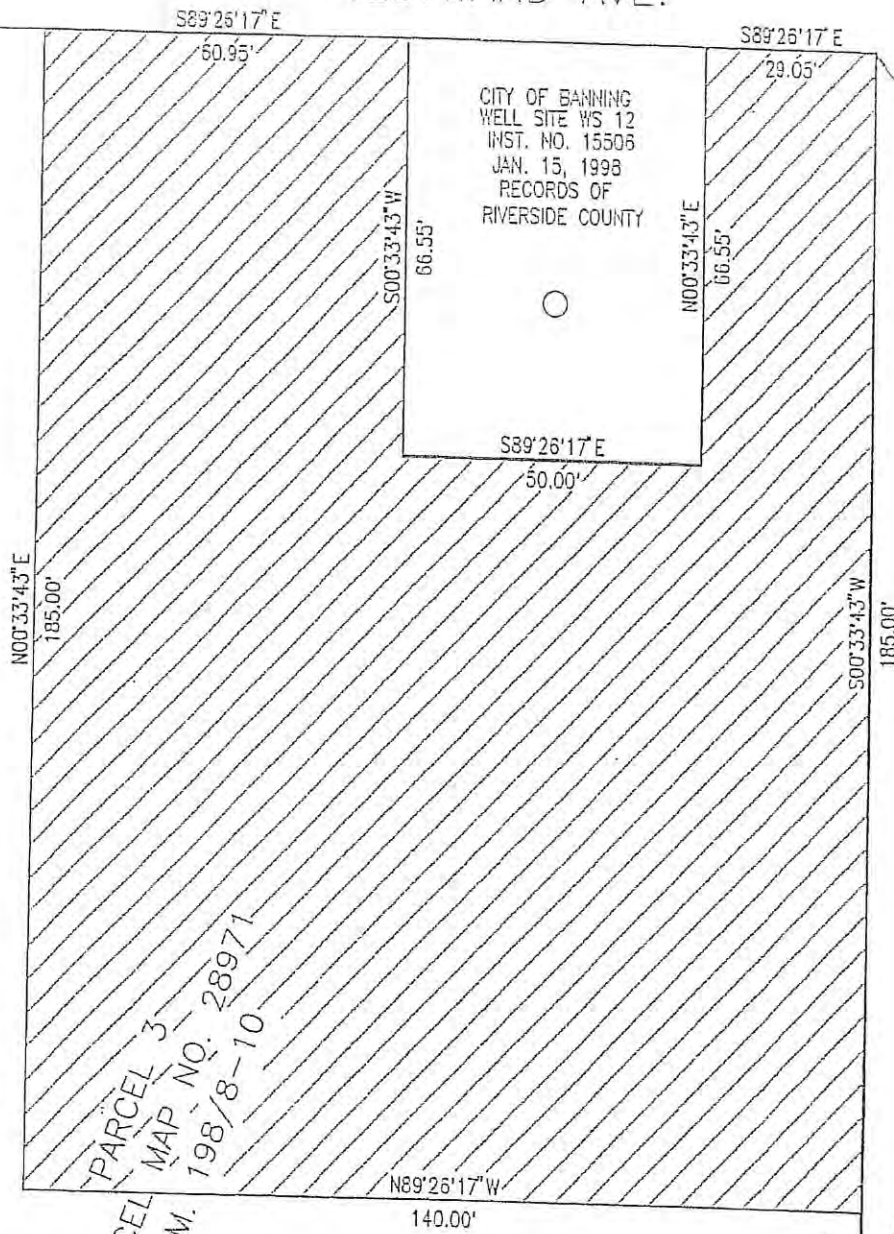 AVE.
S89°26'17"E
60.95'
S89°26'17"E
29.05'
CITY OF BANNING
WELL SITE WS 12
INST. NO. 15506
JAN. 15, 1998
RECORDS OF
RIVERSIDE COUNTY
S00°33'43"W
66.55'
N00°33'43"E
66.55'
S89°26'17"E
50.00'
N00°33'43"E
185.00'
S00°33'43"W
185.00'
PARCEL 3
MAP NO. 28971
198/8-10
N89°26'17"W
140.00'